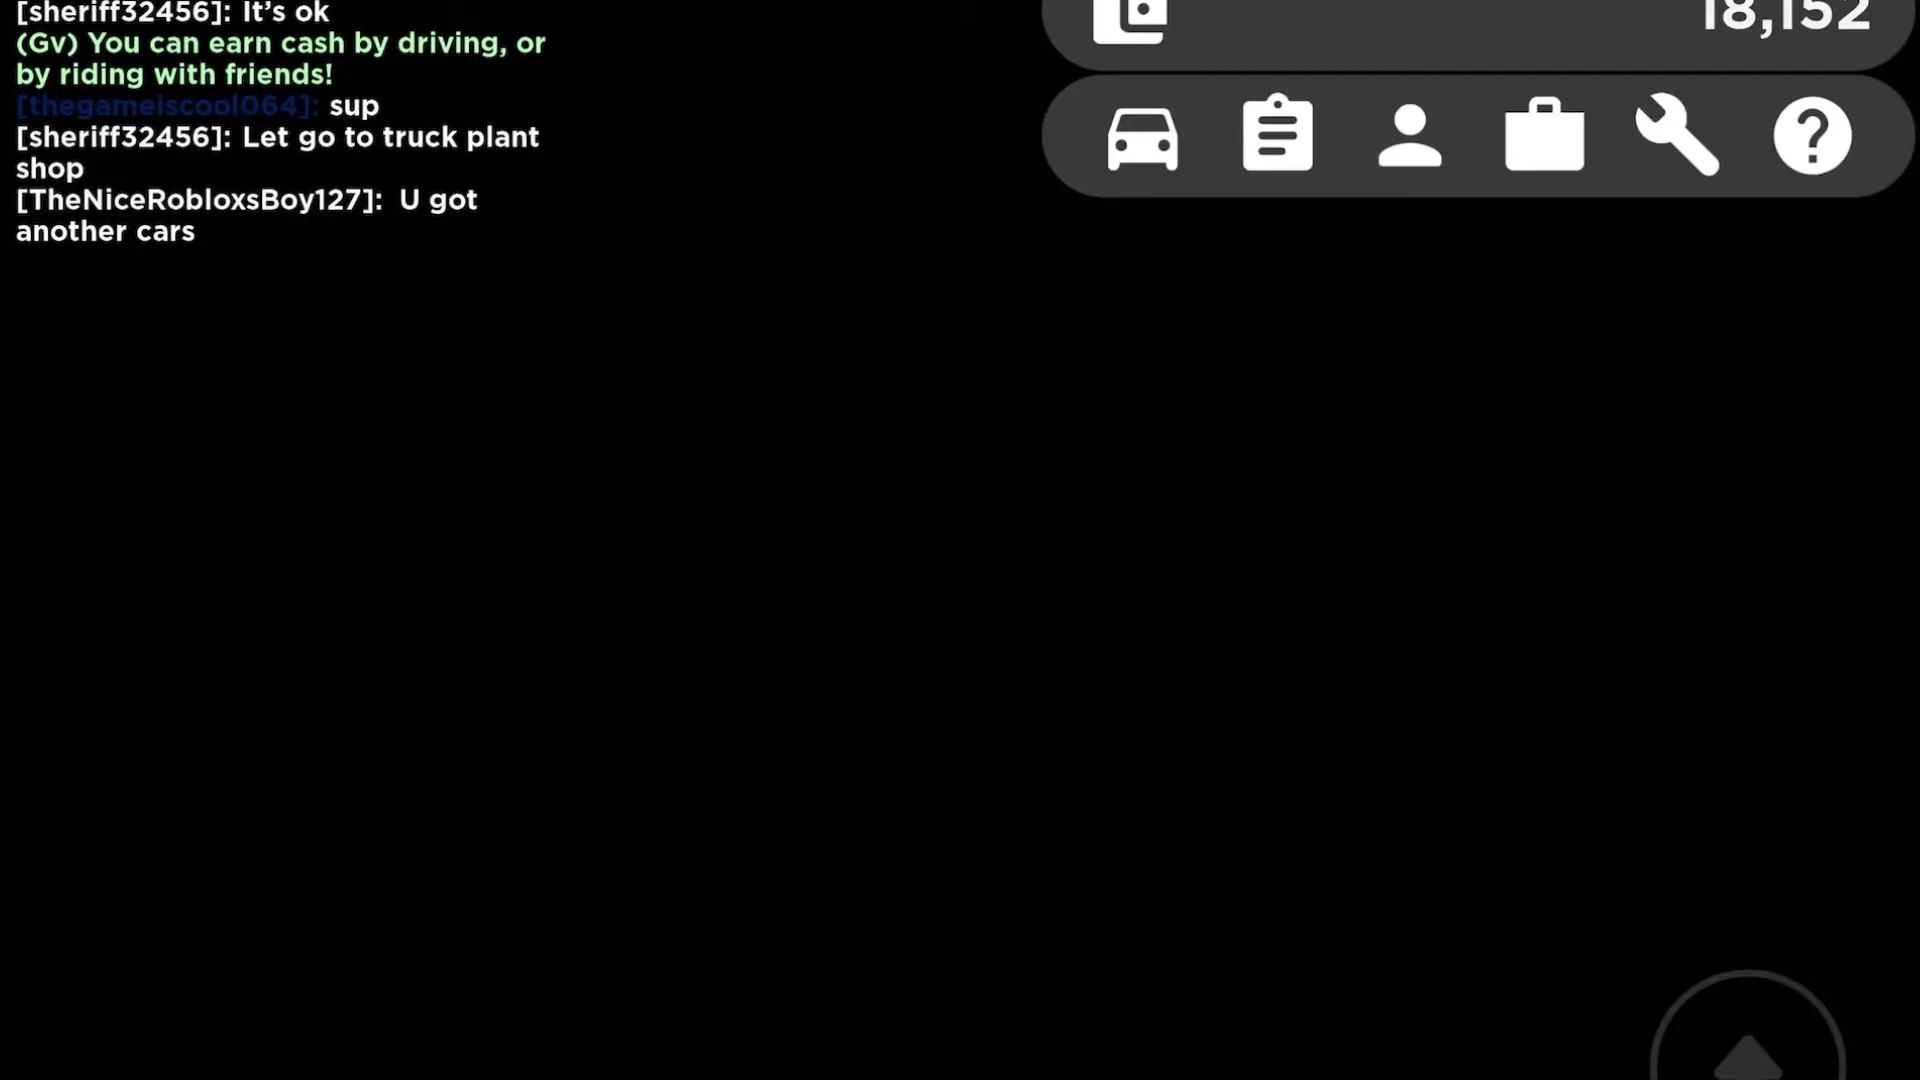 [sheriff32456]: It's ok
(Gv) You can earn cash by driving, or
by riding with friends!
[thegameiscool064]: sup
[sheriff32456]: Let go to truck plant
shop
[TheNiceRobloxsBoy127]: U got
another cars
18,152